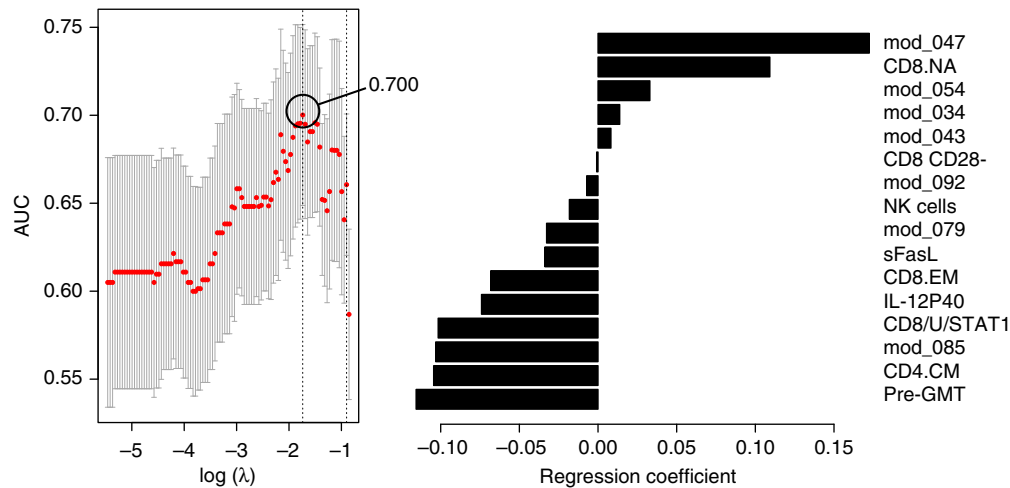 0.75
0.70
0.65
0.60
0.55
AUC
0.700
−5
−4
−3
−2
−1
log (λ)
mod_047
CD8.NA
mod_054
mod_034
mod_043
CD8 CD28-
mod_092
NK cells
mod_079
sFasL
CD8.EM
IL-12P40
CD8/U/STAT1
mod_085
CD4.CM
Pre-GMT
−0.10
−0.05
0.00
0.05
0.10
0.15
Regression coefficient